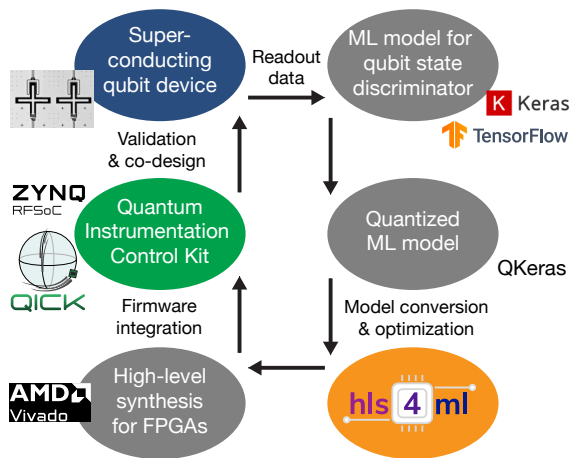 Super-
conducting
qubit device
Readout
data
ML model for
qubit state
discriminator
K Keras
TensorFlow
Validation
& co-design
ZYNQ
RFSoC
Quantum
Instrumentation
Control Kit
Quantized
ML model
QKeras
QICK
Firmware
integration
Model conversion
& optimization
AMD
Vivado
High-level
synthesis
for FPGAs
hls 4 ml